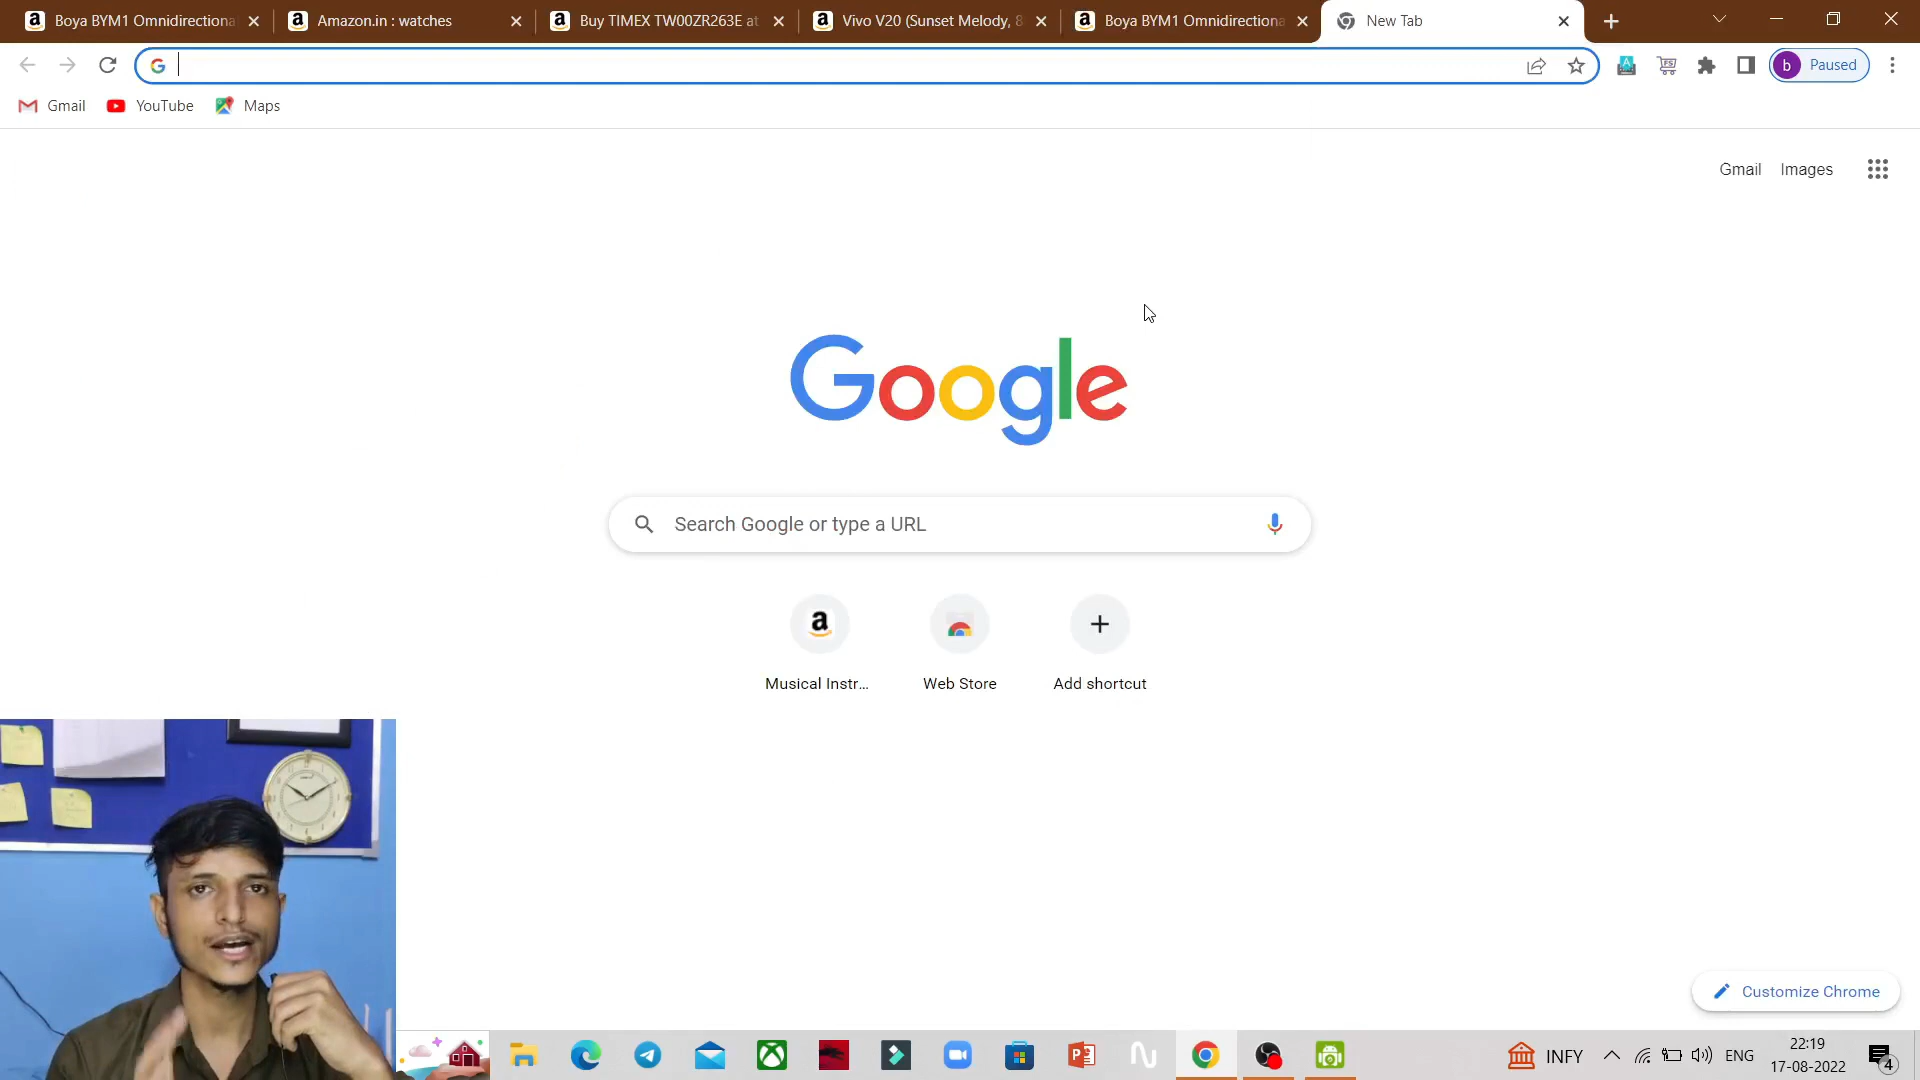 Boya BYM1 Omnidirectiona
Amazon.in : watches
Buy TIMEX TW00ZR263E at
Vivo V20 (Sunset Melody, 8
Boya BYM1 Omnidirectiona
New Tab
b Paused
Gmail YouTube Maps
Gmail Images
Google
Search Google or type a URL
Musical Instr...
Web Store
Add shortcut
Customize Chrome
INFY
ENG
22:19
17-08-2022
4